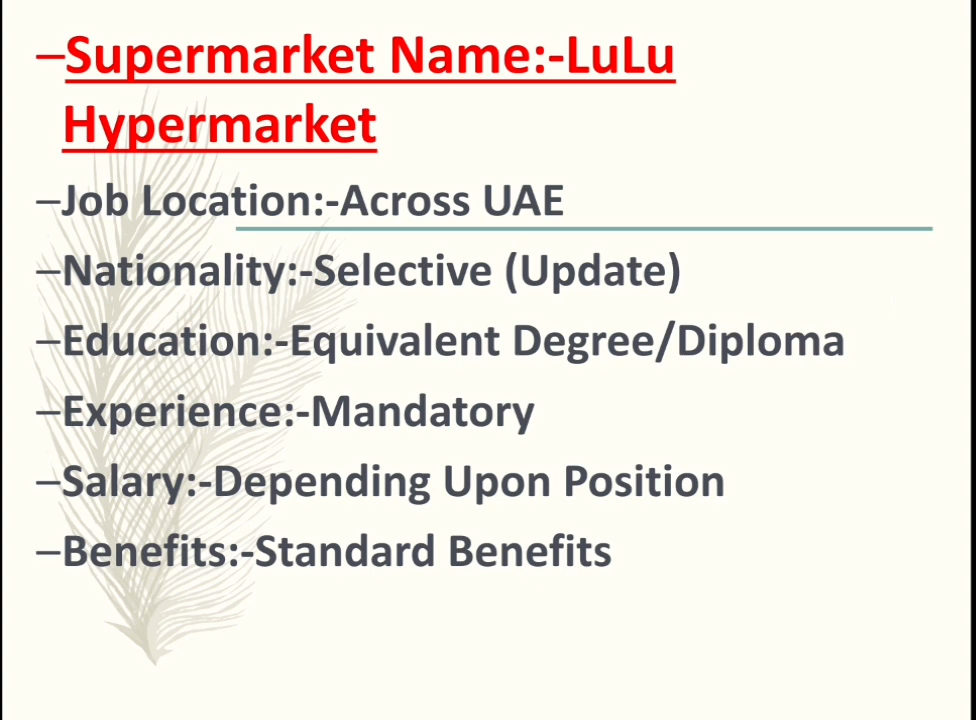 –Supermarket Name:-LuLu
Hypermarket
–Job Location:-Across UAE
–Nationality:-Selective (Update)
–Education:-Equivalent Degree/Diploma
–Experience:-Mandatory
–Salary:-Depending Upon Position
–Benefits:-Standard Benefits